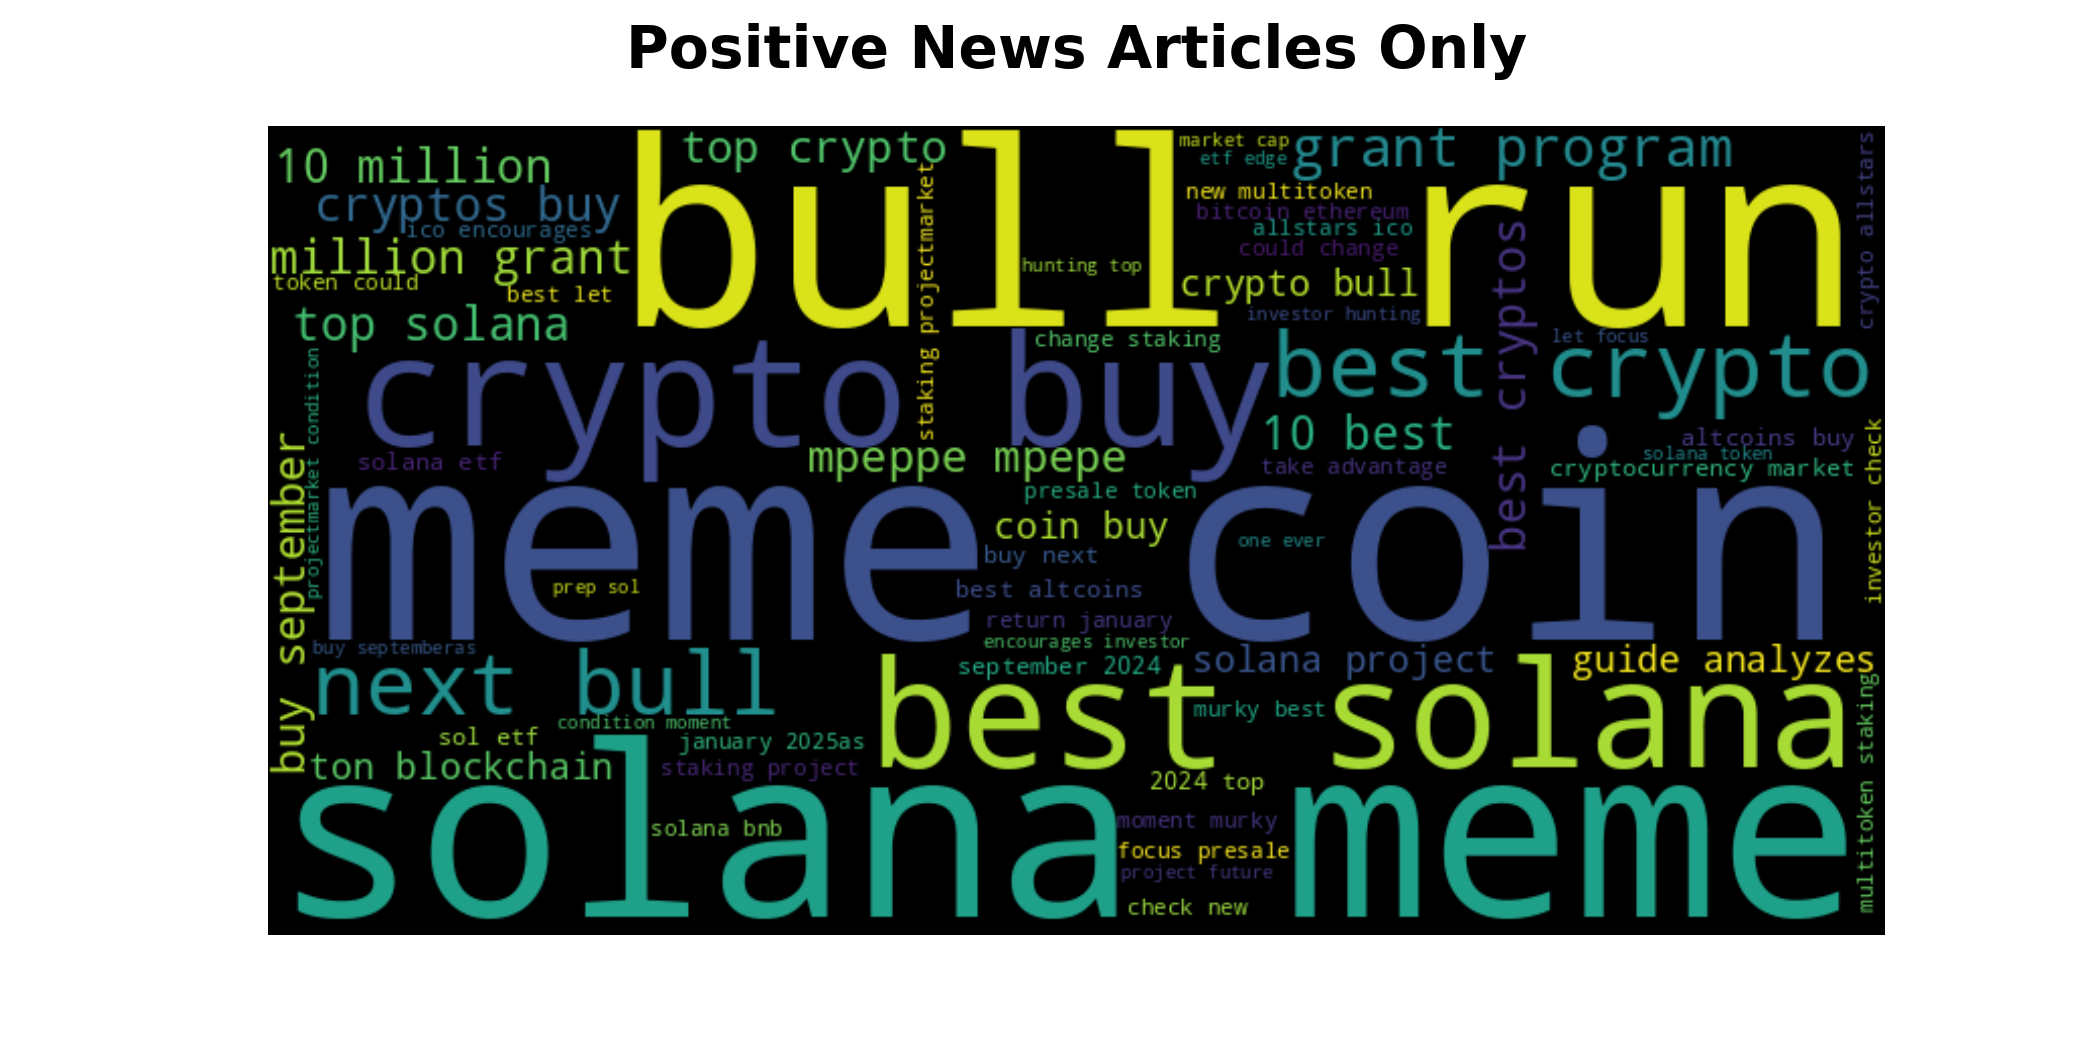 Positive News Articles Only
bull run
10 million
top crypto
market cap
etf edge
grant program
cryptos buy
ico encourages
new multitoken
bitcoin ethereum
allstars ico
could change
crypto allstars
million grant
token could
best let
hunting top
crypto bull
investor hunting
top solana
staking projectmarket
change staking
let focus
best cryptos
crypto buy
best crypto
10 best
altcoins buy
solana token
cryptocurrency market
take advantage
solana etf
mpeppe mpepe
projectmarket condition
buy september
investor check
meme coin
presale token
coin buy
one ever
buy next
prep sol
best altcoins
return january
encourages investor
buy septemberas
september 2024
solana project
guide analyzes
next bull
best solana
condition moment
murky best
sol etf
january 2025as
ton blockchain
staking project
2024 top
multitoken staking
solana meme
solana bnb
moment murky
focus presale
project future
check new